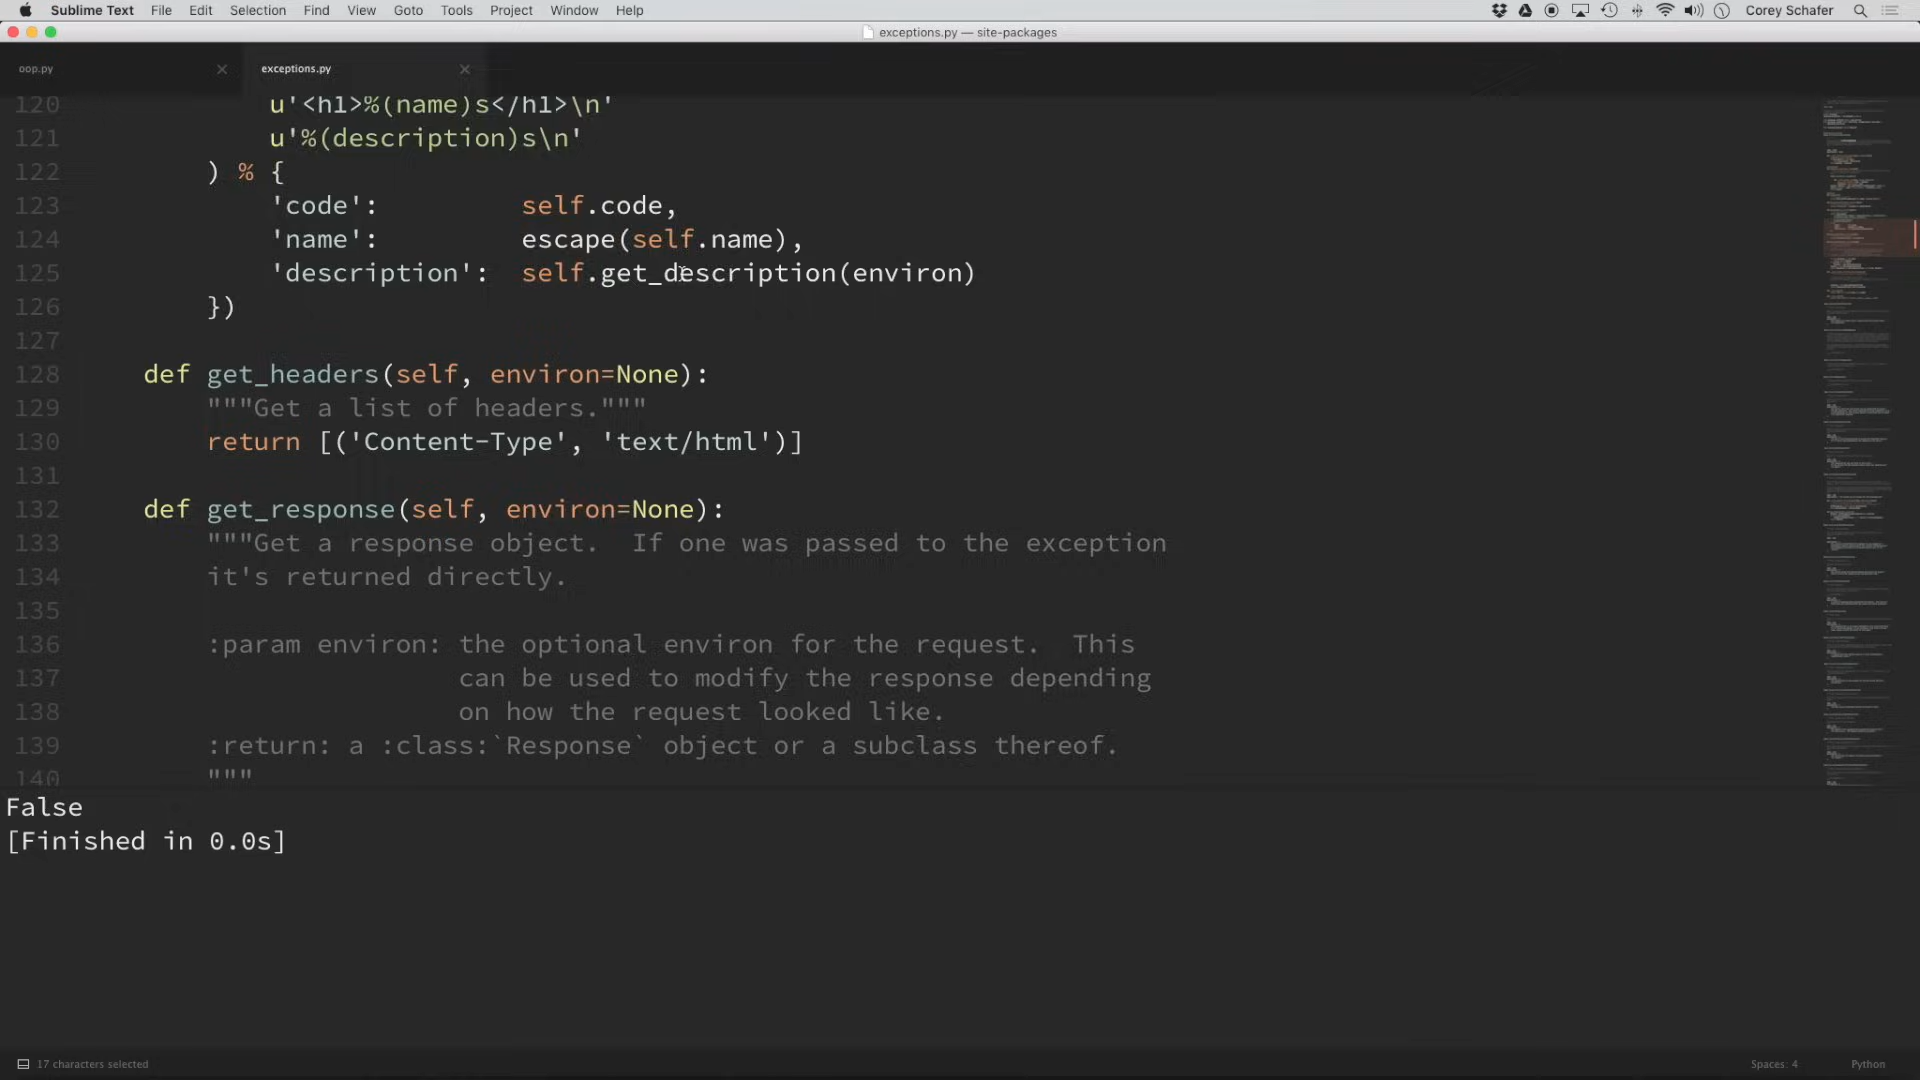 Sublime Text File Edit Selection Find View Goto Tools Project Window Help Corey Schafer
exceptions.py — site-packages
oop.py exceptions.py
120 u'<h1>%(name)s</h1>\n'
121 u'%(description)s\n'
122 ) % {
123 'code': self.code,
124 'name': escape(self.name),
125 'description': self.get_description(environ)
126 })
127
128 def get_headers(self, environ=None):
129 """Get a list of headers."""
130 return [('Content-Type', 'text/html')]
131
132 def get_response(self, environ=None):
133 """Get a response object.  If one was passed to the exception
134 it's returned directly.
135
136 :param environ: the optional environ for the request.  This
137 can be used to modify the response depending
138 on how the request looked like.
139 :return: a :class:`Response` object or a subclass thereof.
140 """
False
[Finished in 0.0s]
17 characters selected Spaces: 4 Python